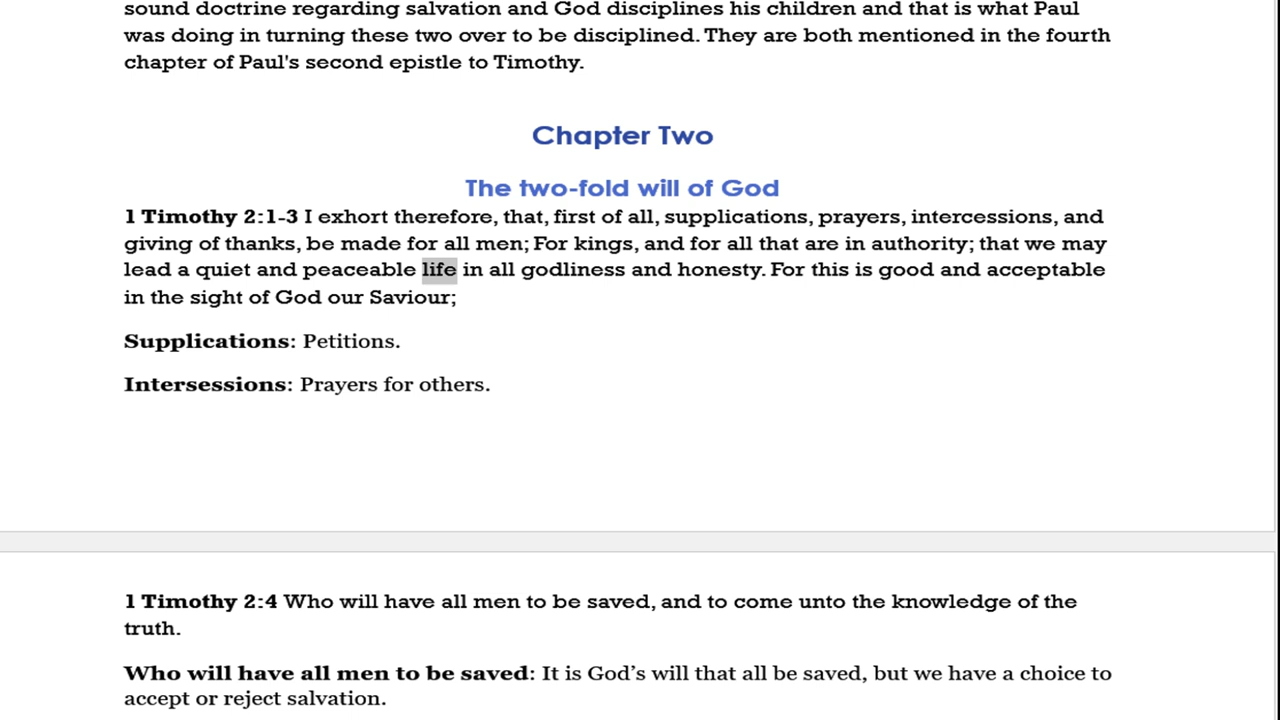 sound doctrine regarding salvation and God disciplines his children and that is what Paul
was doing in turning these two over to be disciplined. They are both mentioned in the fourth
chapter of Paul's second epistle to Timothy.
Chapter Two
The two-fold will of God
1 Timothy 2:1-3 I exhort therefore, that, first of all, supplications, prayers, intercessions, and
giving of thanks, be made for all men; For kings, and for all that are in authority; that we may
lead a quiet and peaceable life in all godliness and honesty. For this is good and acceptable
in the sight of God our Saviour;
Supplications: Petitions.
Intersessions: Prayers for others.
1 Timothy 2:4 Who will have all men to be saved, and to come unto the knowledge of the
truth.
Who will have all men to be saved: It is God’s will that all be saved, but we have a choice to
accept or reject salvation.